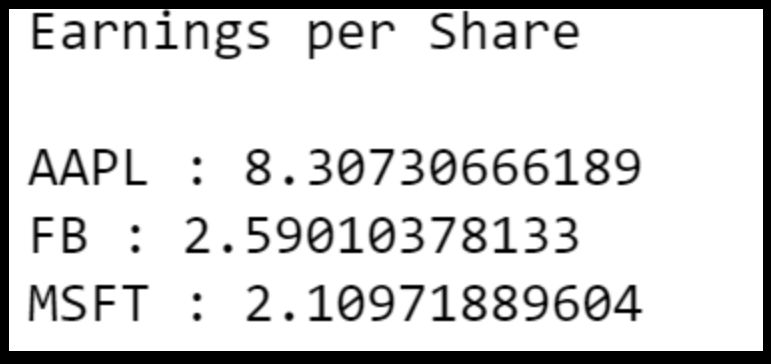 Earnings per Share
AAPL : 8.30730666189
FB : 2.59010378133
MSFT : 2.10971889604